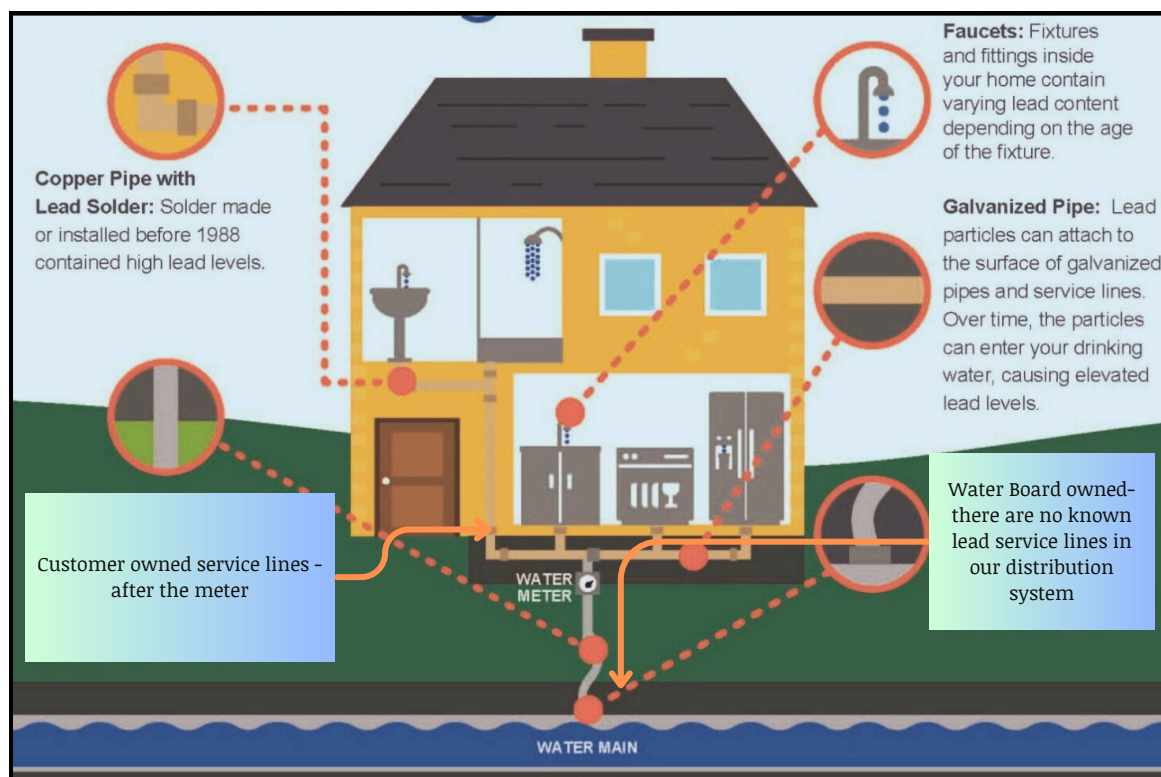 Copper Pipe with
Lead Solder: Solder made
or installed before 1988
contained high lead levels.
Faucets: Fixtures
and fittings inside
your home contain
varying lead content
depending on the age
of the fixture.
Galvanized Pipe: Lead
particles can attach to
the surface of galvanized
pipes and service lines.
Over time, the particles
can enter your drinking
water, causing elevated
lead levels.
Customer owned service lines -
after the meter
Water Board owned-
there are no known
lead service lines in
our distribution
system
WATER
METER
WATER MAIN